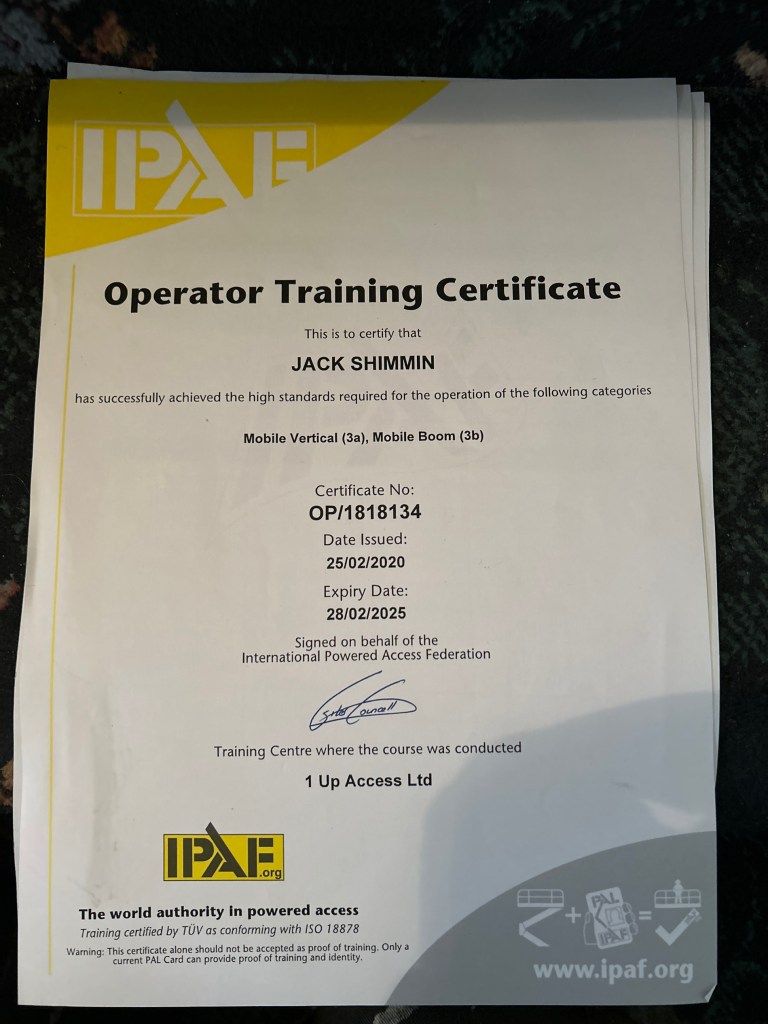 IPAF
Operator Training Certificate
This is to certify that
JACK SHIMMIN
has successfully achieved the high standards required for the operation of the following categories
Mobile Vertical (3a), Mobile Boom (3b)
Certificate No:
OP/1818134
Date Issued:
25/02/2020
Expiry Date:
28/02/2025
Signed on behalf of the
International Powered Access Federation
Training Centre where the course was conducted
1 Up Access Ltd
IPAF.org
The world authority in powered access
Training certified by TÜV as conforming with ISO 18878
Warning: This certificate alone should not be accepted as proof of training. Only a
current PAL Card can provide proof of training and identity.
PAL
IPAF
+ =
www.ipaf.org